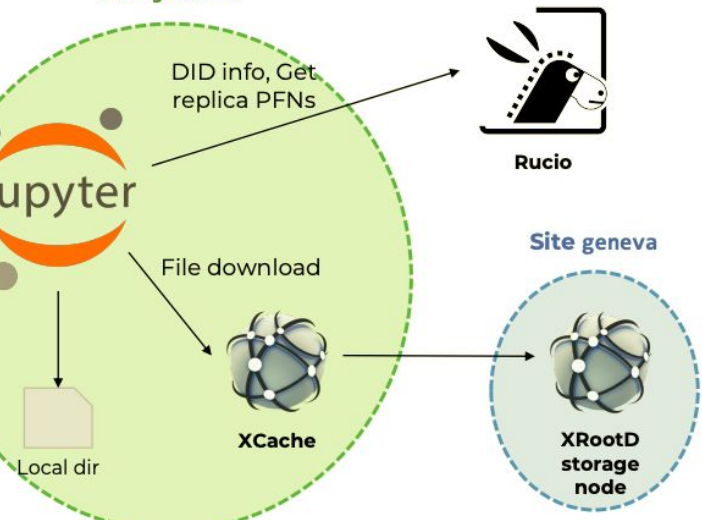 DID info, Get
replica PFNs
Rucio
upyter
Site geneva
File download
XCache
XRootD
storage
node
Local dir